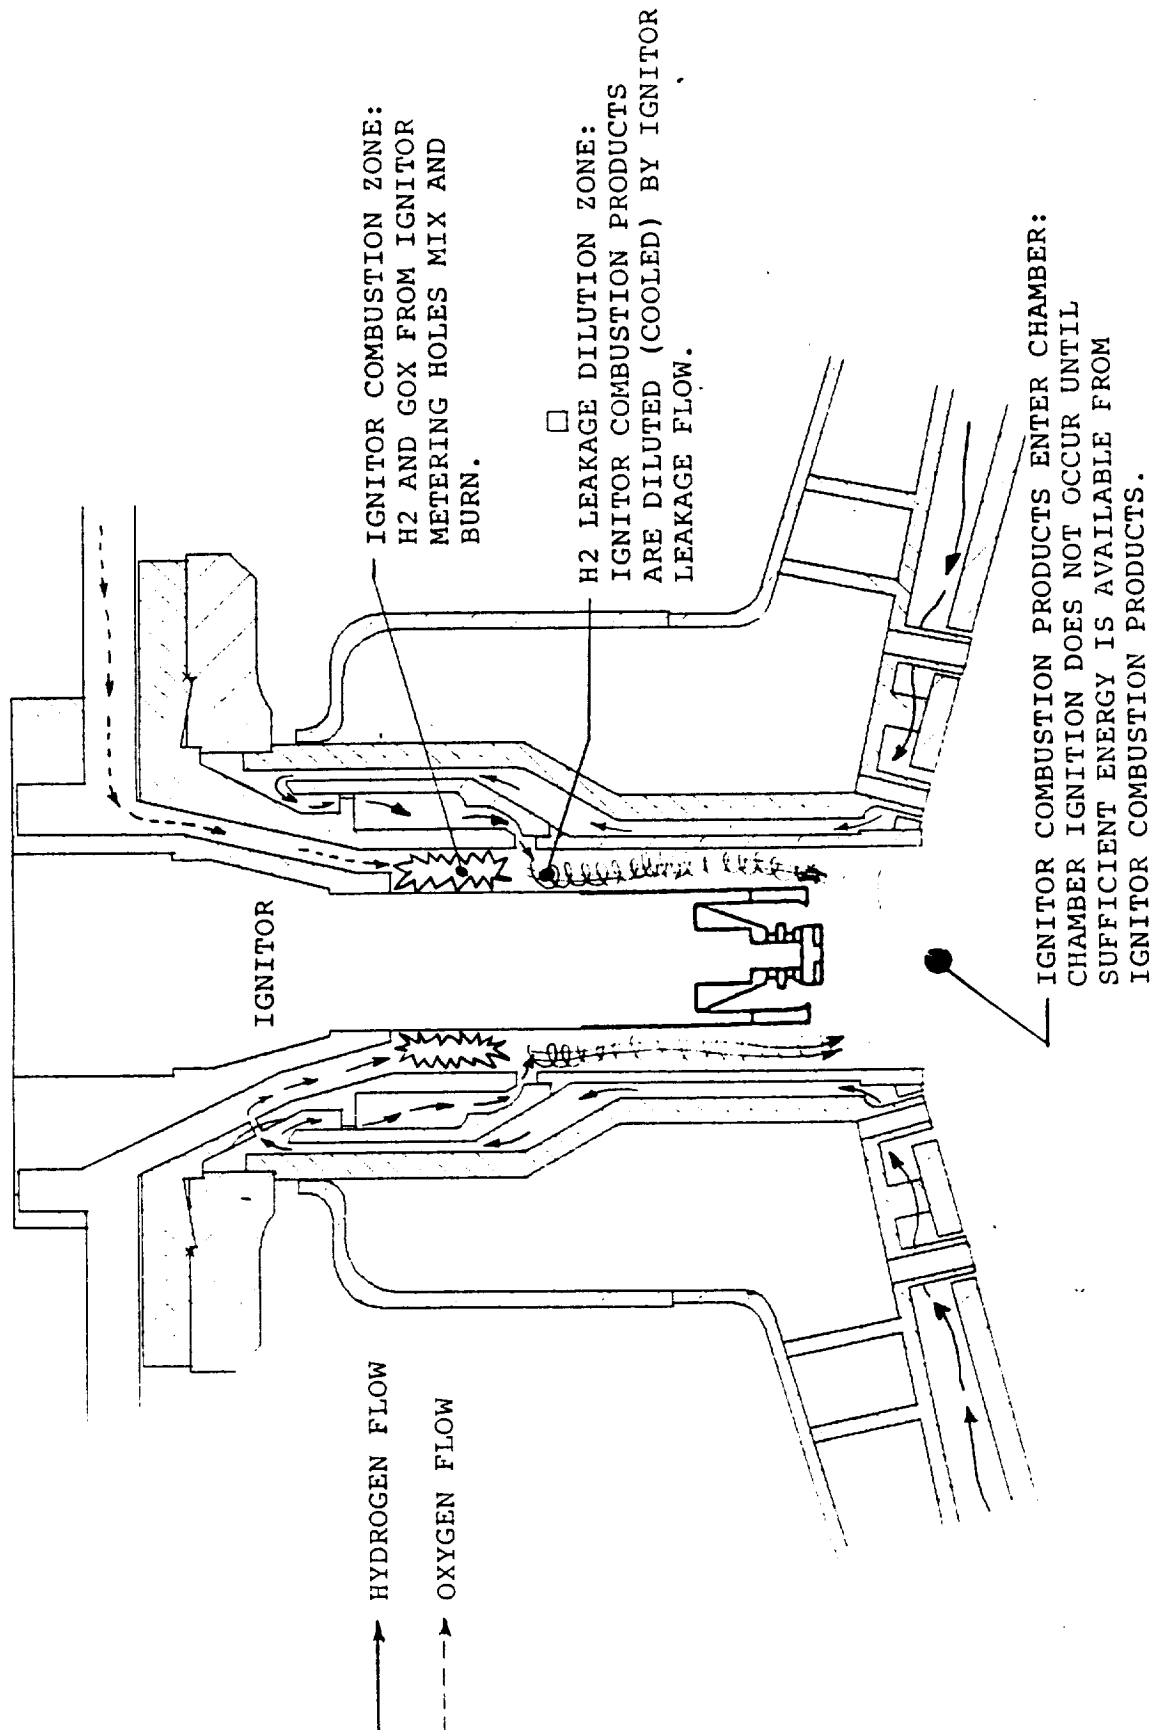 IGNITOR COMBUSTION ZONE:
H2 AND GOX FROM IGNITOR
METERING HOLES MIX AND
BURN.
H2 LEAKAGE DILUTION ZONE:
IGNITOR COMBUSTION PRODUCTS
ARE DILUTED (COOLED) BY IGNITOR
LEAKAGE FLOW.
IGNITOR
IGNITOR COMBUSTION PRODUCTS ENTER CHAMBER:
CHAMBER IGNITION DOES NOT OCCUR UNTIL
SUFFICIENT ENERGY IS AVAILABLE FROM
IGNITOR COMBUSTION PRODUCTS.
HYDROGEN FLOW
OXYGEN FLOW